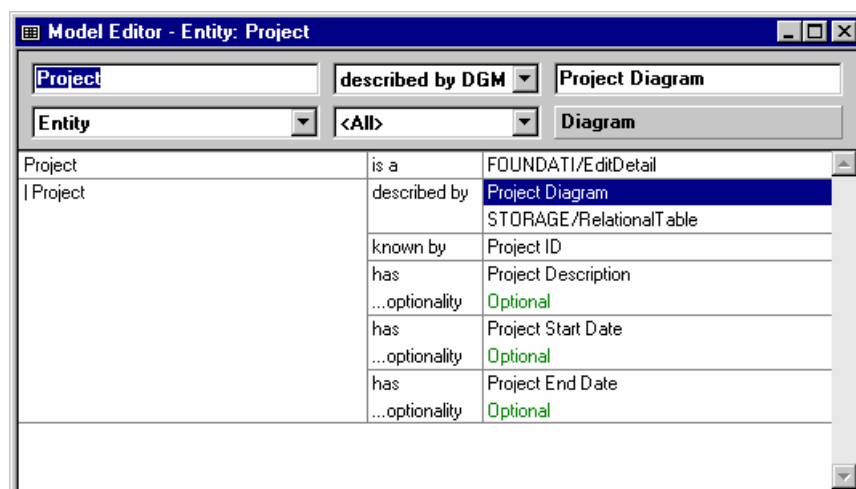 Model Editor - Entity: Project
Project described by DGM Project Diagram
Entity <All> Diagram
Project is a FOUNDATI/EditDetail
| Project described by Project Diagram
STORAGE/RelationalTable
known by Project ID
has Project Description
...optionality Optional
has Project Start Date
...optionality Optional
has Project End Date
...optionality Optional